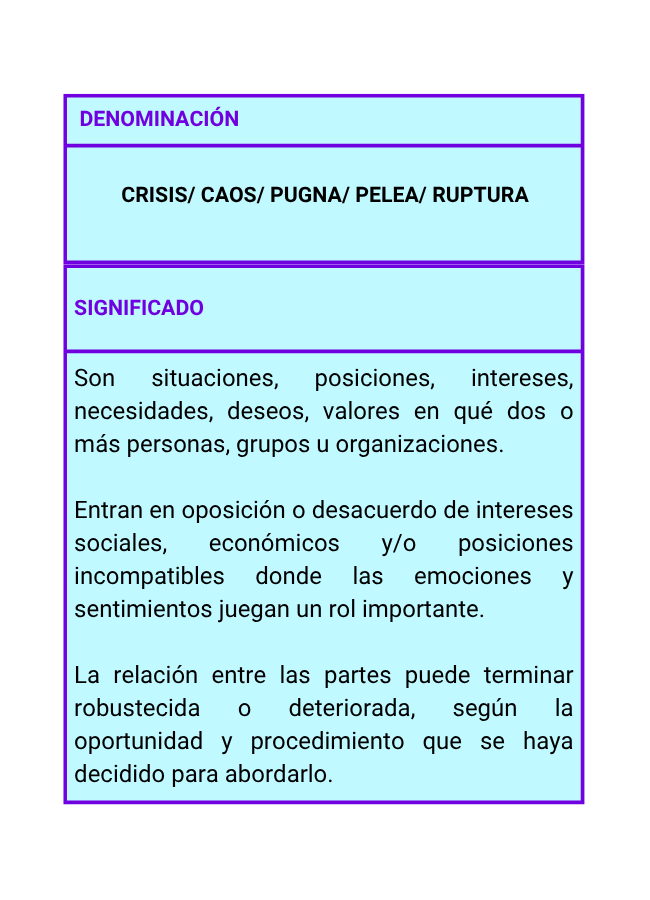 DENOMINACIÓN
CRISIS/ CAOS/ PUGNA/ PELEA/ RUPTURA
SIGNIFICADO
Son situaciones, posiciones, intereses,
necesidades, deseos, valores en qué dos o
más personas, grupos u organizaciones.
Entran en oposición o desacuerdo de intereses
sociales, económicos y/o posiciones
incompatibles donde las emociones y
sentimientos juegan un rol importante.
La relación entre las partes puede terminar
robustecida o deteriorada, según la
oportunidad y procedimiento que se haya
decidido para abordarlo.